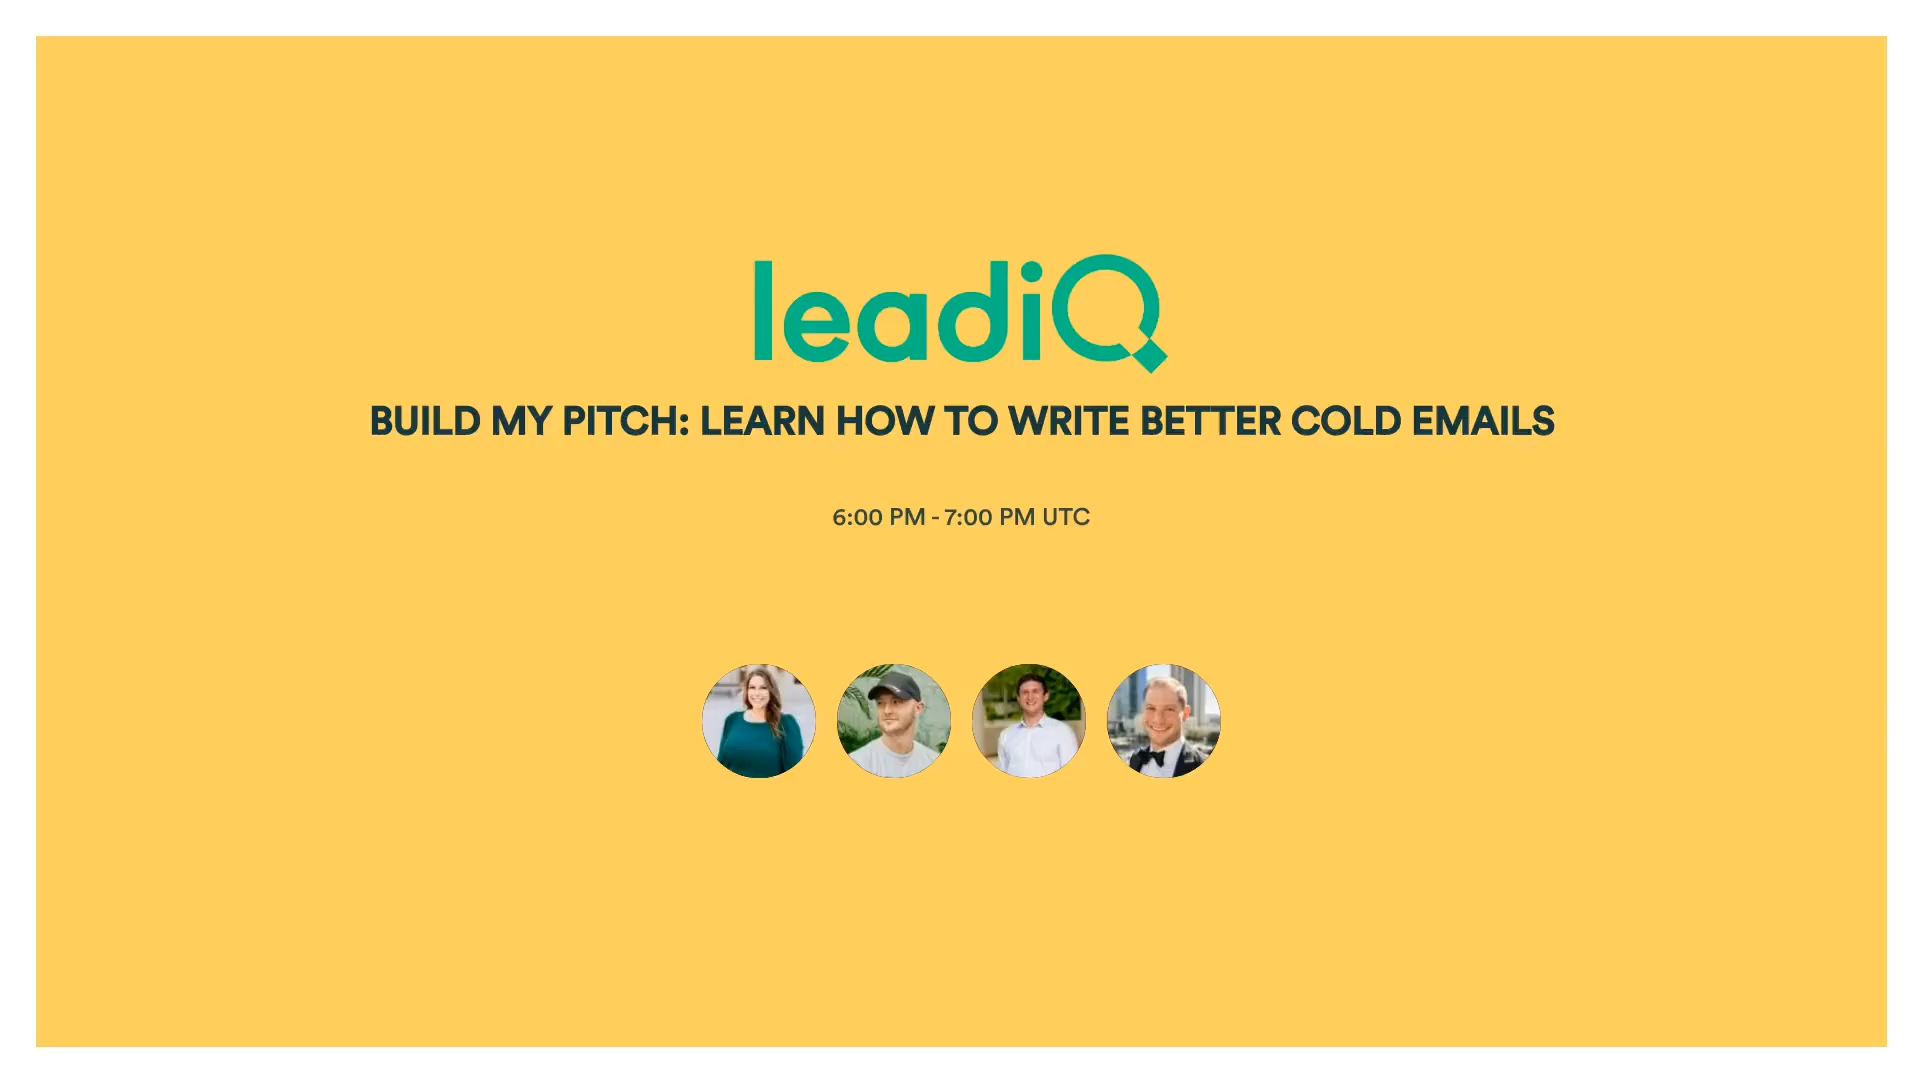 leadiQ
BUILD MY PITCH: LEARN HOW TO WRITE BETTER COLD EMAILS
6:00 PM - 7:00 PM UTC